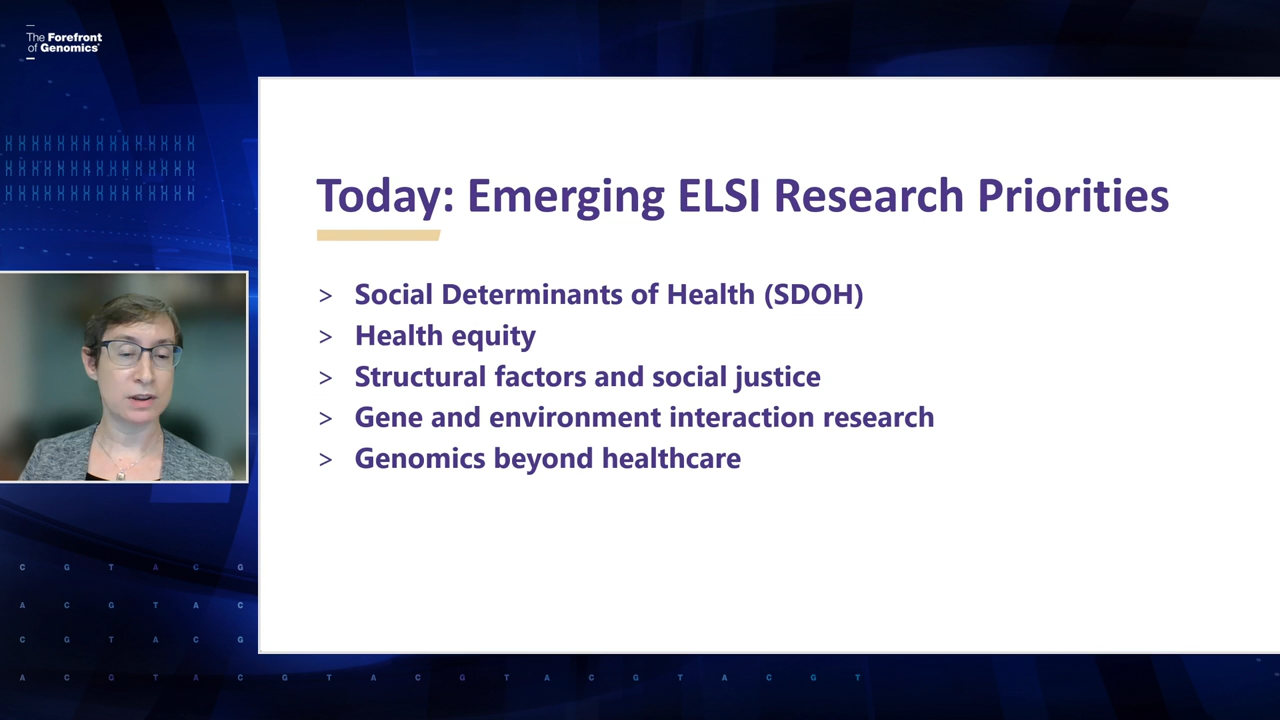 The Forefront
of Genomics
Today: Emerging ELSI Research Priorities
> Social Determinants of Health (SDOH)
> Health equity
> Structural factors and social justice
> Gene and environment interaction research
> Genomics beyond healthcare
C G T A C G
A C G T A C
C G T A C G
A C G T A C G T A C G T A C G T A C G T